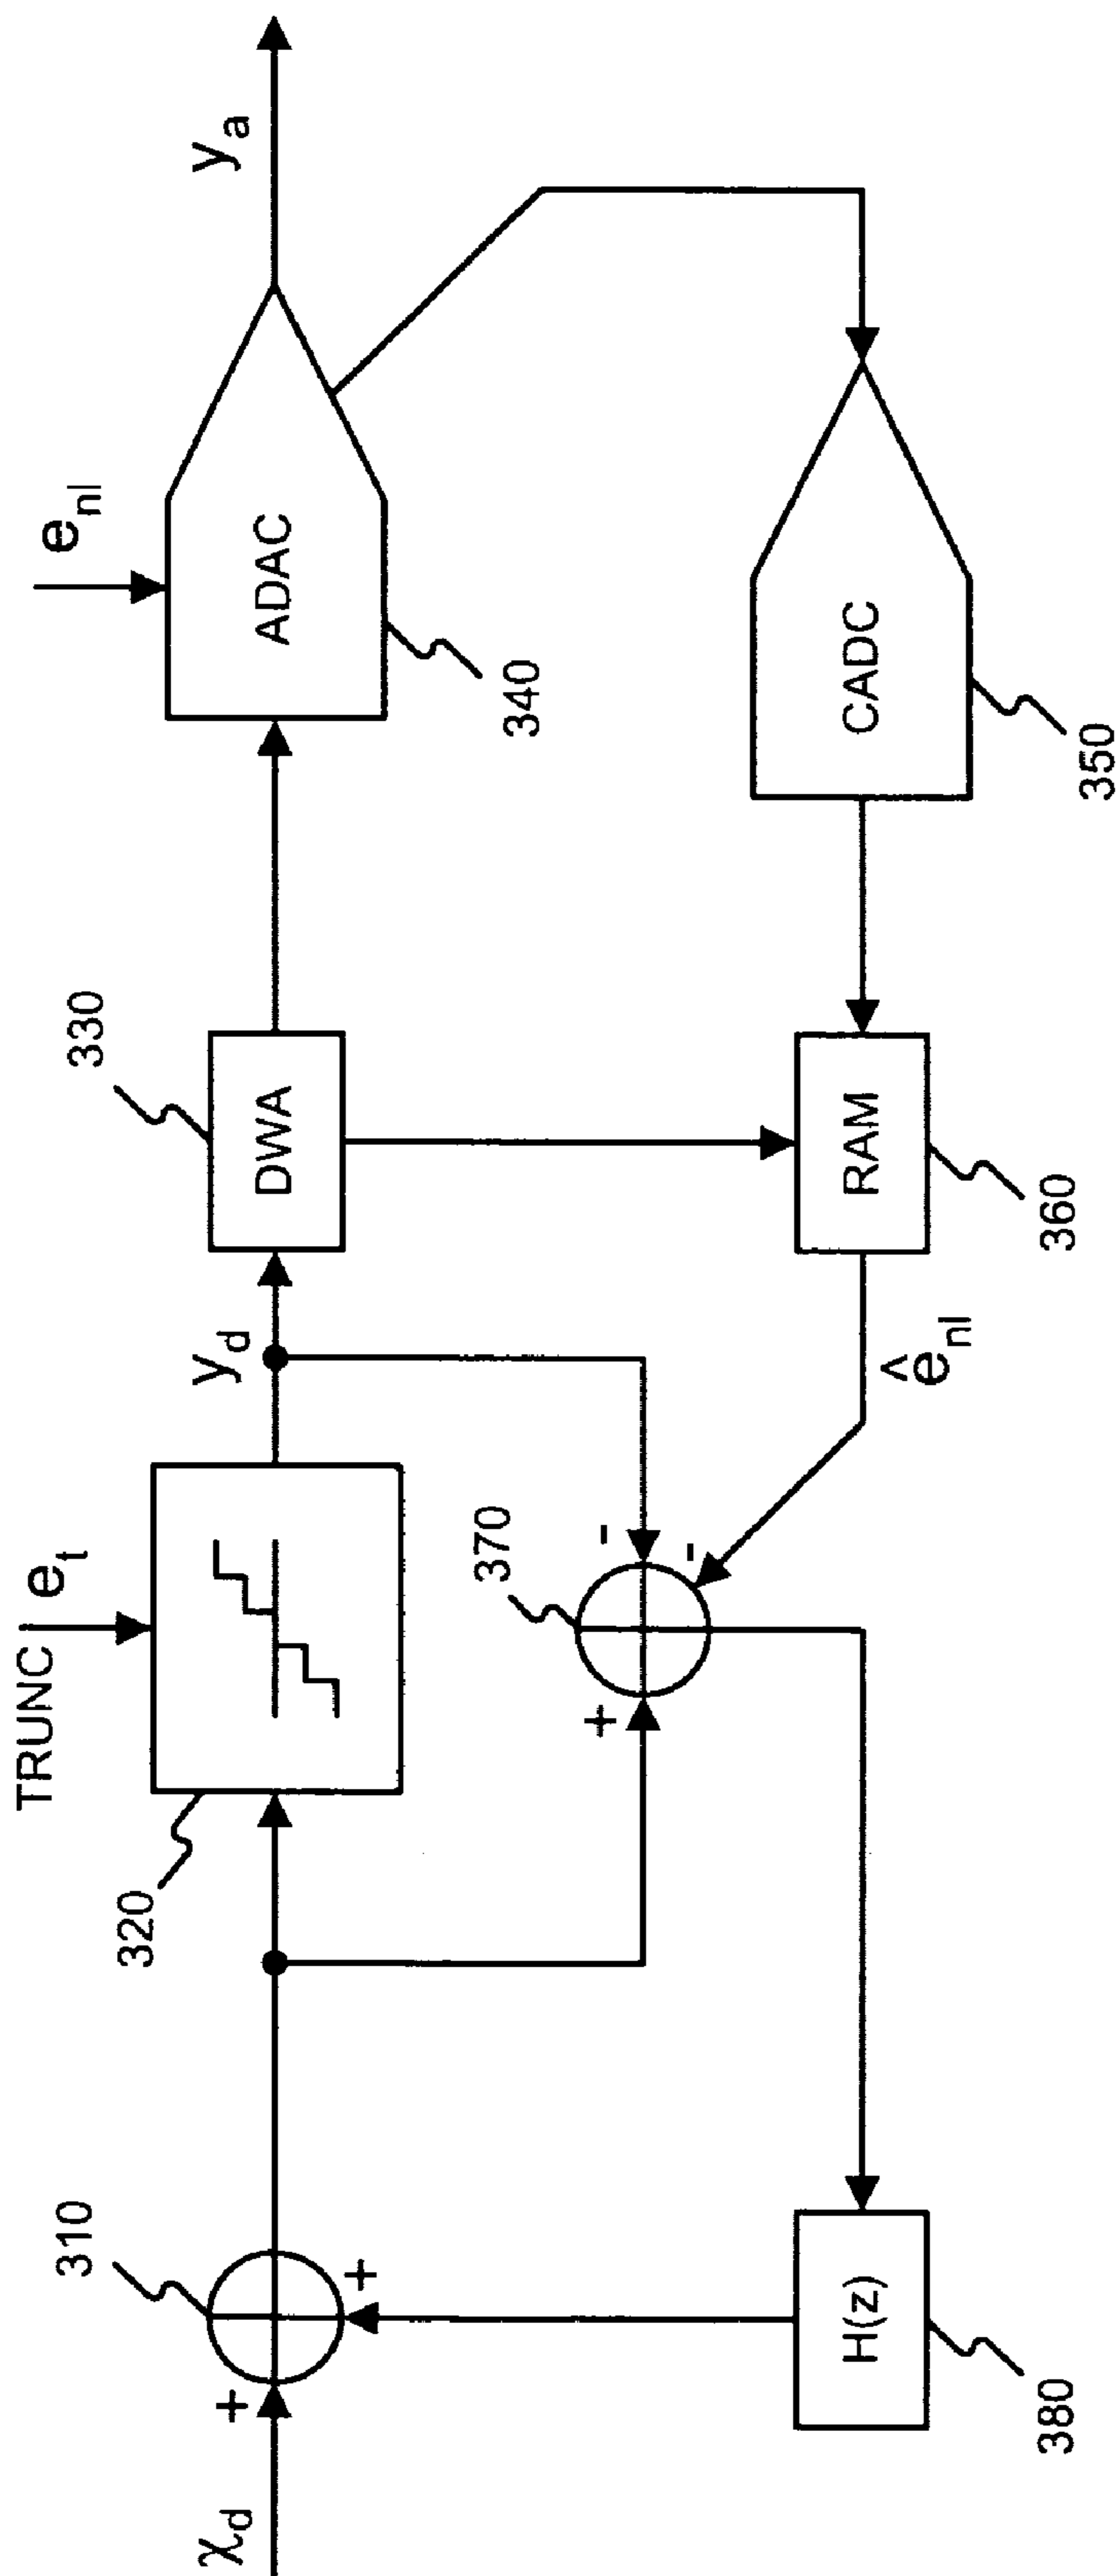 TRUNC
e_t
e_nl
330
y_d
y_a
310
320
χ_d
+
+
DWA
ADAC
340
370
-
-
+
ê_nl
H(z)
380
RAM
360
CADC
350